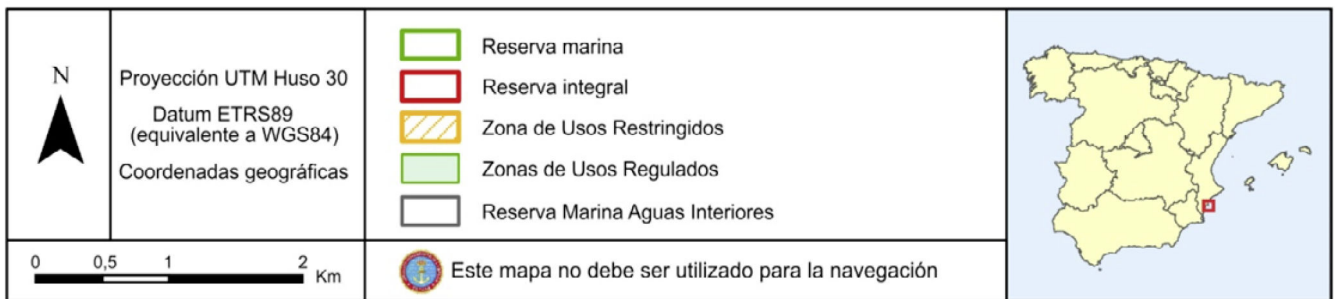 N
Proyección UTM Huso 30
Datum ETRS89
(equivalente a WGS84)
Coordenadas geográficas
Reserva marina
Reserva integral
Zona de Usos Restringidos
Zonas de Usos Regulados
Reserva Marina Aguas Interiores
0 0,5 1 2 Km
Este mapa no debe ser utilizado para la navegación